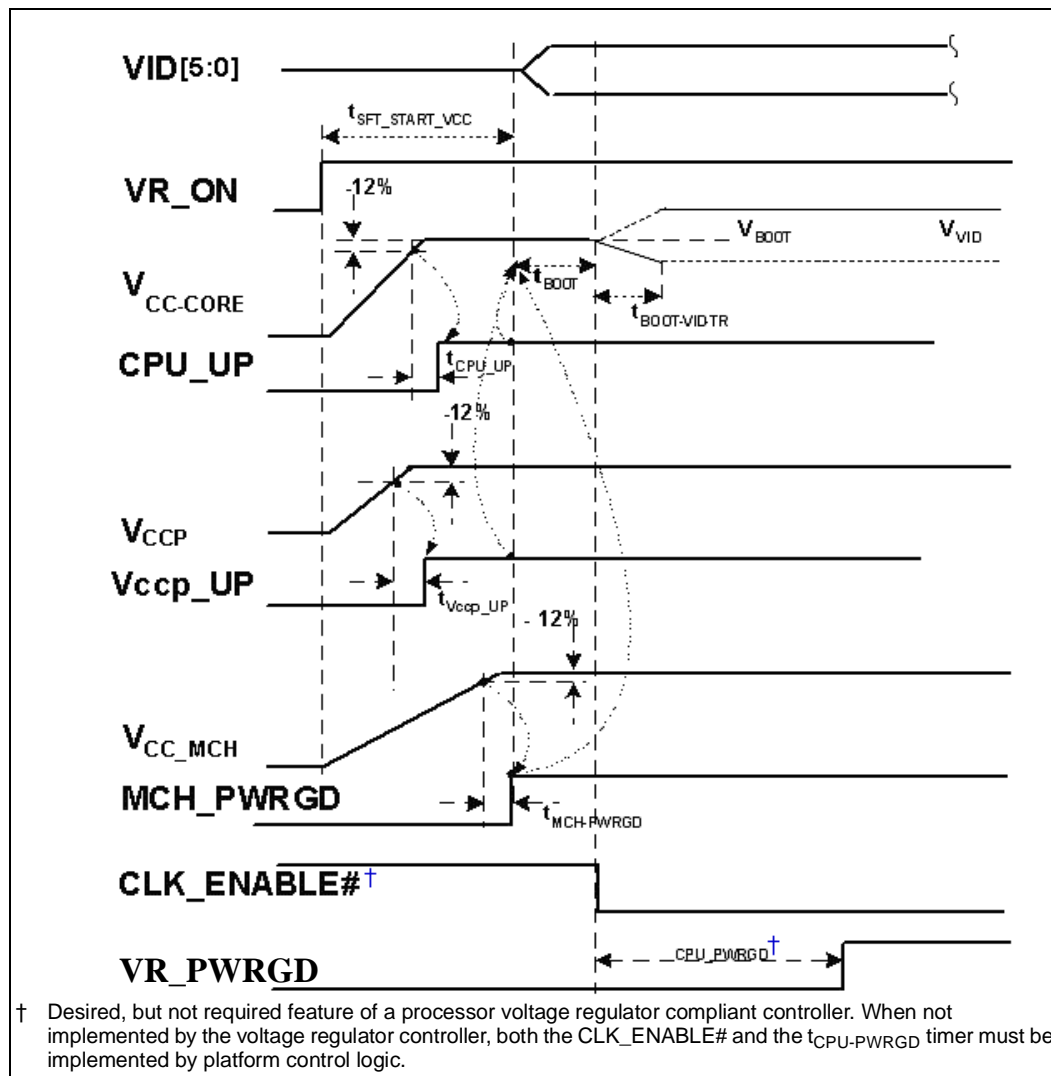 VID[5:0]
tSFT_START_VCC
VR_ON
-12%
VBOOT
VVID
VCC-CORE
tBOOT
tBOOT-VID-TR
CPU_UP
tCPU_UP
-12%
VCCP
Vccp_UP
tVccp_UP
- 12%
VCC_MCH
MCH_PWRGD
tMCH-PWRGD
CLK_ENABLE#†
CPU_PWRGD†
VR_PWRGD
† Desired, but not required feature of a processor voltage regulator compliant controller. When not
implemented by the voltage regulator controller, both the CLK_ENABLE# and the tCPU-PWRGD timer must be
implemented by platform control logic.